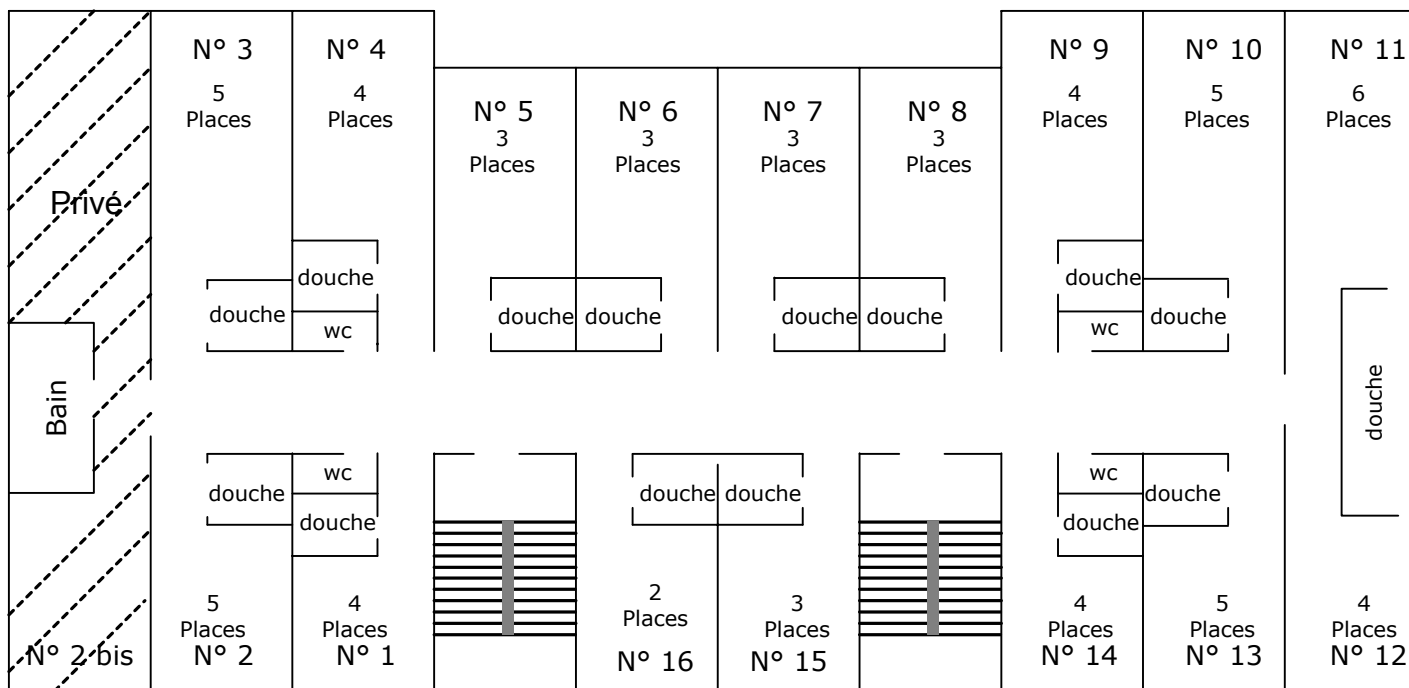 N° 3
5
Places
N° 4
4
Places
N° 5
3
Places
N° 6
3
Places
N° 7
3
Places
N° 8
3
Places
N° 9
4
Places
N° 10
5
Places
N° 11
6
Places
Privé
douche
douche
wc
douche
douche
douche
douche
douche
wc
douche
Bain
douche
douche
wc
douche
douche
douche
wc
douche
douche
N° 2 bis
5
Places
N° 2
4
Places
N° 1
2
Places
N° 16
3
Places
N° 15
4
Places
N° 14
5
Places
N° 13
4
Places
N° 12